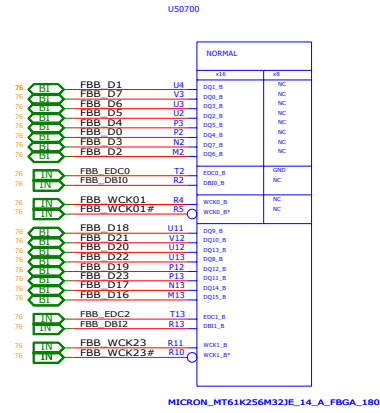 U50700
NORMAL
x16 x8
76 BI FBB_D1 U4 DQ1_B NC
76 BI FBB_D7 V3 DQ0_B NC
76 BI FBB_D6 U3 DQ3_B NC
76 BI FBB_D5 U2 DQ2_B NC
76 BI FBB_D4 P3 DQ5_B NC
76 BI FBB_D0 P2 DQ4_B NC
76 BI FBB_D3 N2 DQ7_B NC
76 BI FBB_D2 M2 DQ6_B NC
76 IN FBB_EDC0 T2 EDC0_B GND
76 IN FBB_DBI0 R2 DBI0_B NC
76 IN FBB_WCK01 R4 WCK0_B NC
76 IN FBB_WCK01# R5 WCK0_B* NC
76 BI FBB_D18 U11 DQ9_B
76 BI FBB_D21 V12 DQ10_B
76 BI FBB_D20 U12 DQ13_B
76 BI FBB_D22 U13 DQ8_B
76 BI FBB_D19 P12 DQ12_B
76 BI FBB_D23 P13 DQ11_B
76 BI FBB_D17 N13 DQ14_B
76 BI FBB_D16 M13 DQ15_B
76 IN FBB_EDC2 T13 EDC1_B
76 IN FBB_DBI2 R13 DBI1_B
76 IN FBB_WCK23 R11 WCK1_B
76 IN FBB_WCK23# R10 WCK1_B*
MICRON_MT61K256M32JE_14_A_FBGA_180